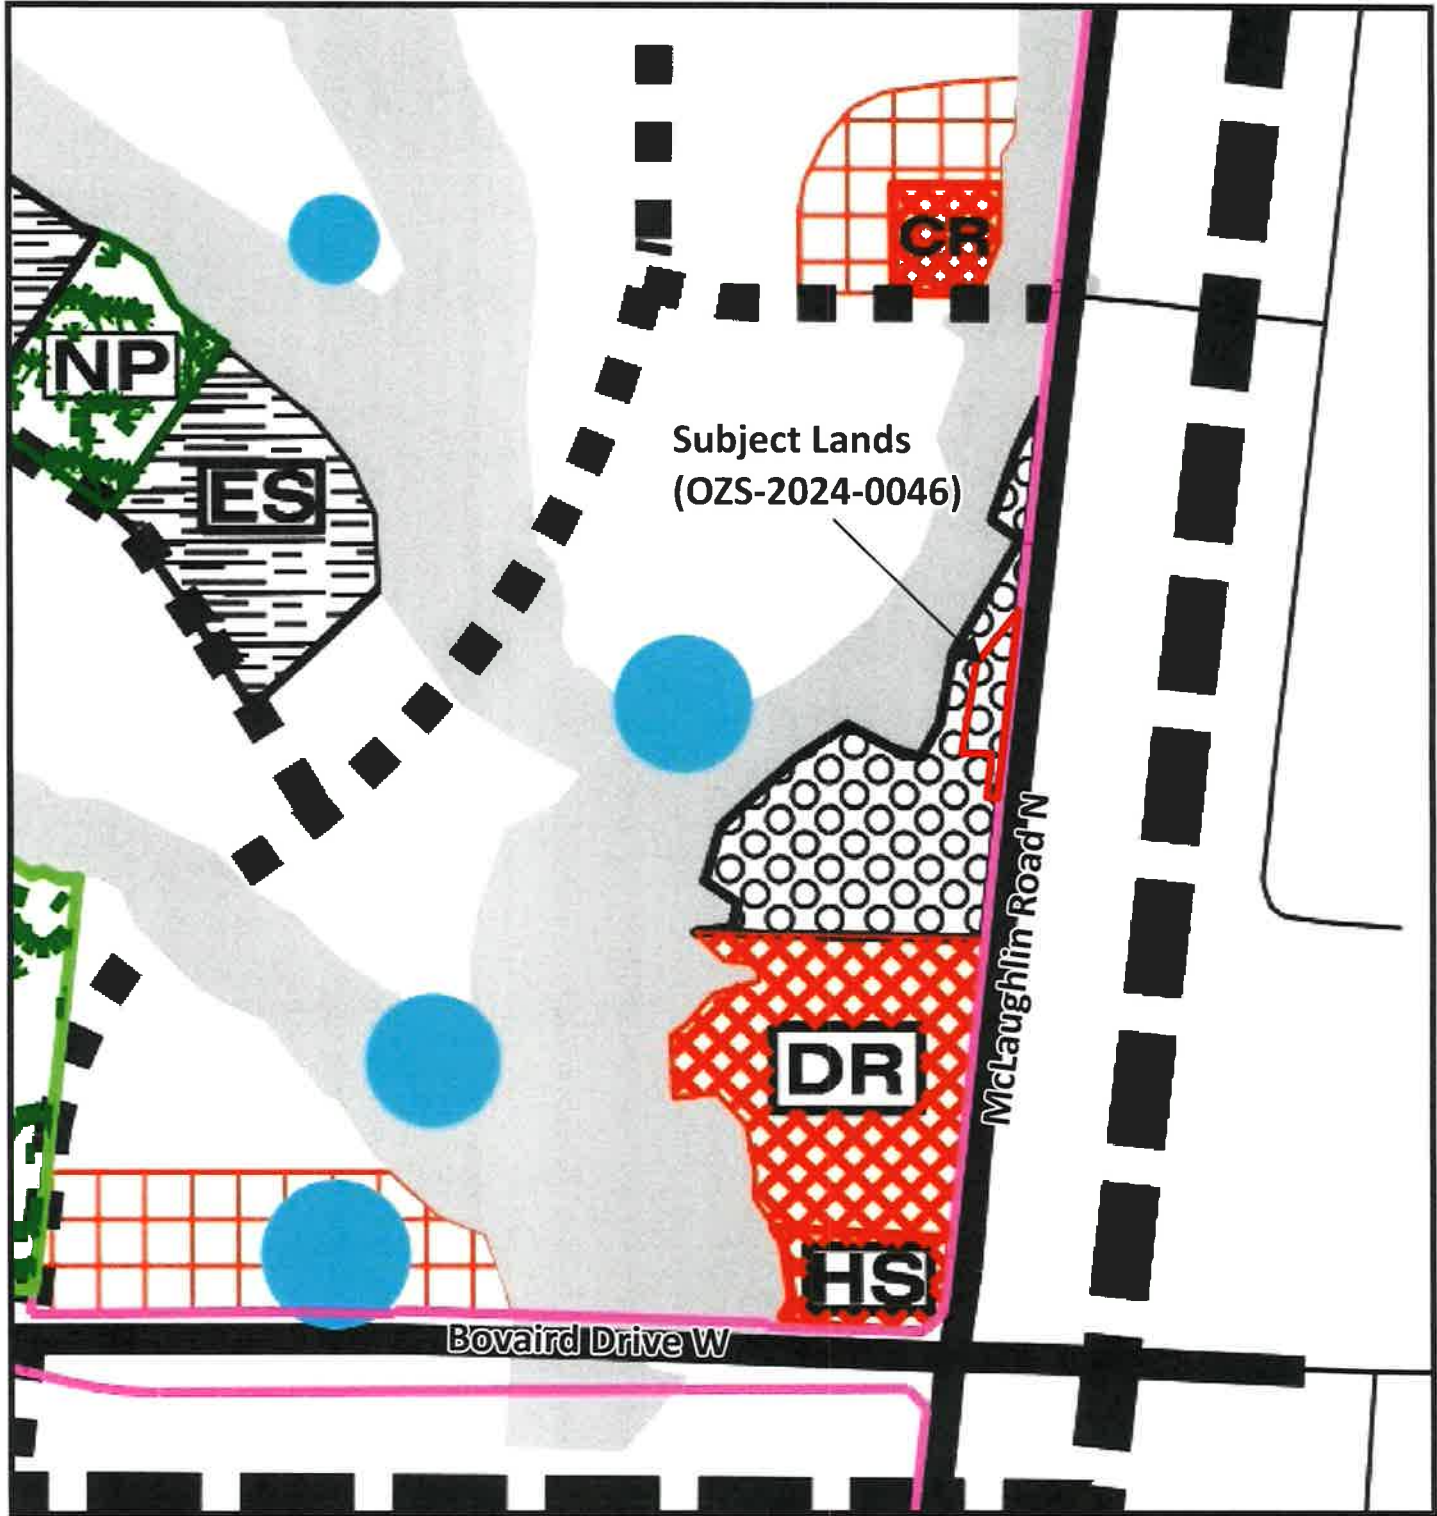 CR
NP
Subject Lands
(OZS-2024-0046)
ES
McLaughlin Road N
DR
HS
Bovaird Drive W